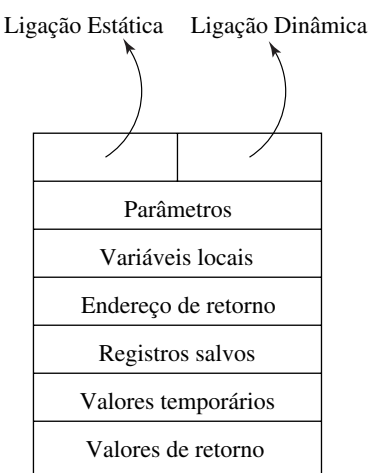 Ligação Estática Ligação Dinâmica
Parâmetros
Variáveis locais
Endereço de retorno
Registros salvos
Valores temporários
Valores de retorno